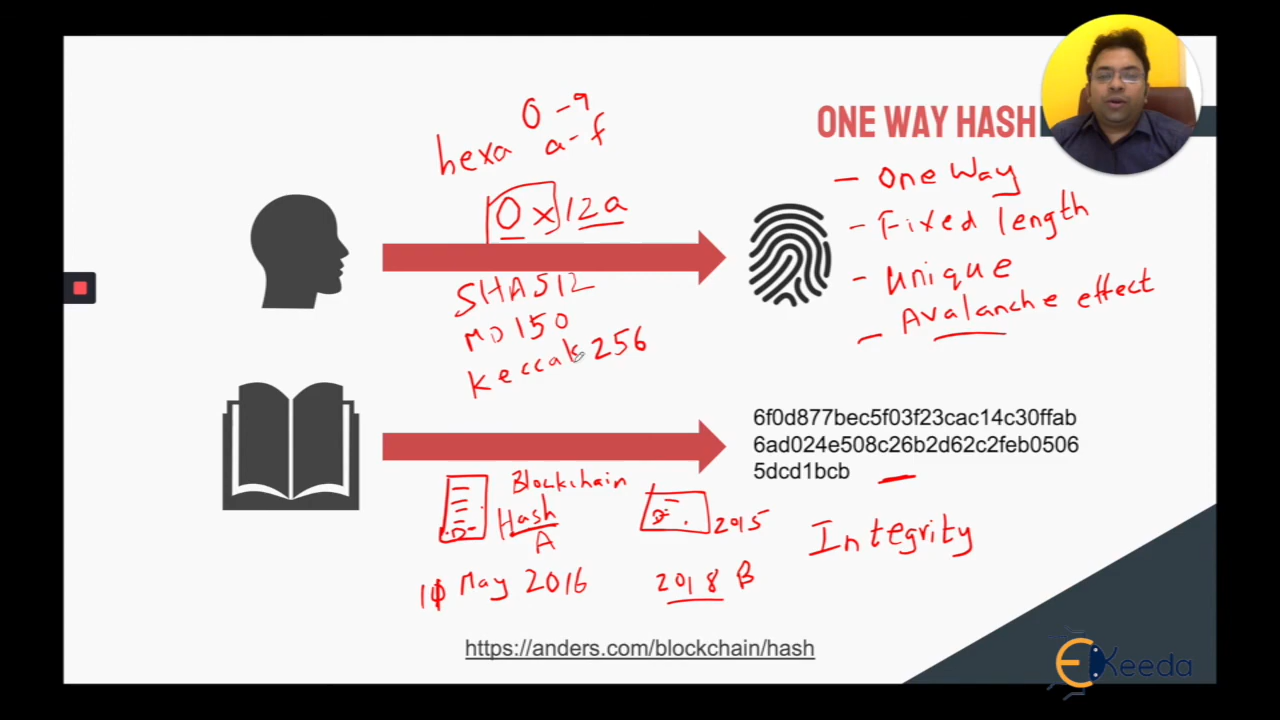 ONE WAY HASH
0 - 9
hexa a - f
0x12a
- One Way
- Fixed length
- Unique
- Avalanche effect
SHA512
MD150
Keccak256
6f0d877bec5f03f23cac14c30ffab
6ad024e508c26b2d62c2feb0506
5dcd1bcb
Blockchain
Hash
A
2015
Integrity
May 2016
2018 B
https://anders.com/blockchain/hash
EKeeda